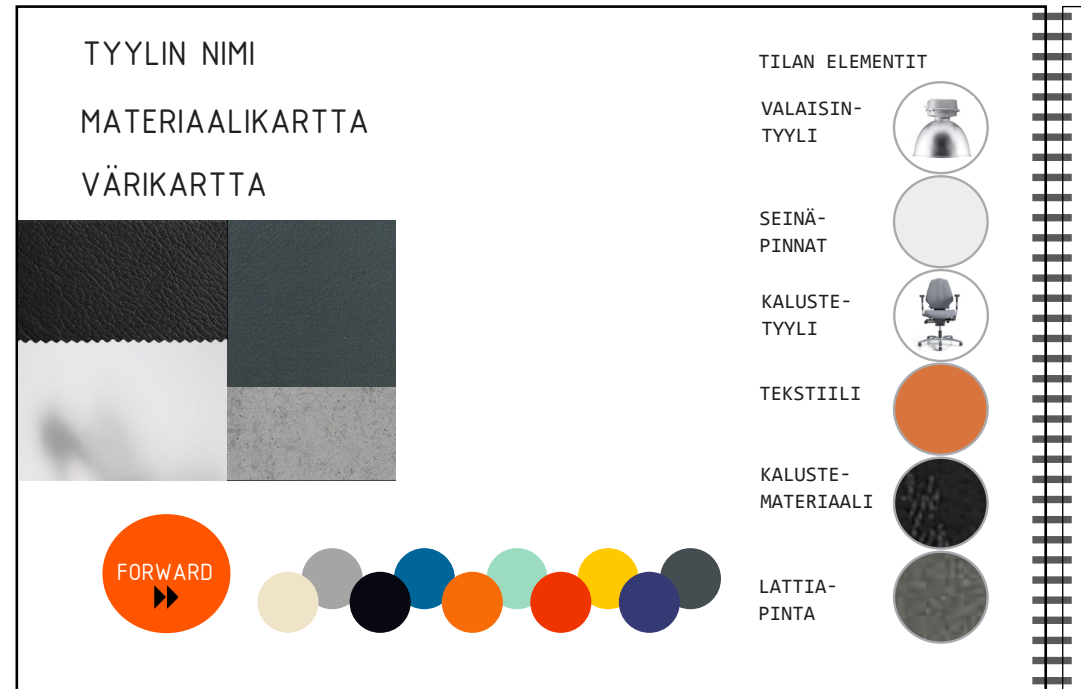 TYYLIN NIMI
MATERIAALIKARTTA
VÄRIKARTTA
FORWARD
TILAN ELEMENTIT
VALAISIN-
TYYLI
SEINÄ-
PINNAT
KALUSTE-
TYYLI
TEKSTIILI
KALUSTE-
MATERIAALI
LATTIA-
PINTA